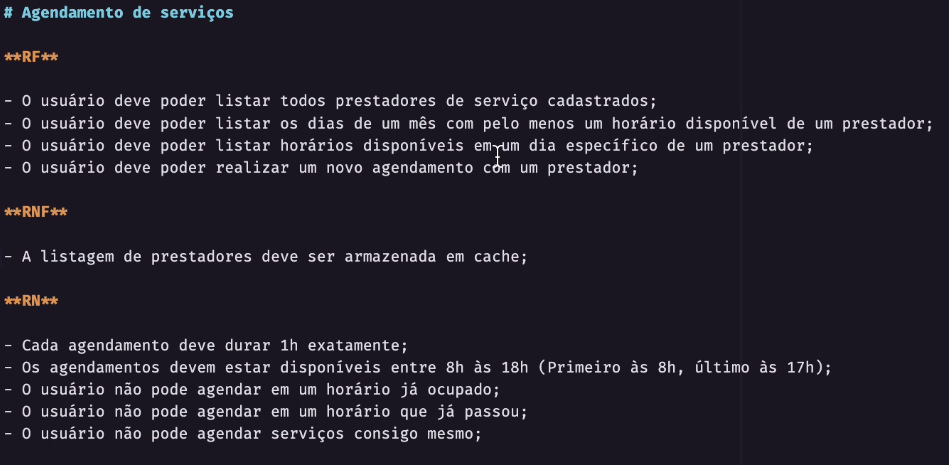 # Agendamento de serviços
**RF**
- O usuário deve poder listar todos prestadores de serviço cadastrados;
- O usuário deve poder listar os dias de um mês com pelo menos um horário disponível de um prestador;
- O usuário deve poder listar horários disponíveis em um dia específico de um prestador;
- O usuário deve poder realizar um novo agendamento com um prestador;
**RNF**
- A listagem de prestadores deve ser armazenada em cache;
**RN**
- Cada agendamento deve durar 1h exatamente;
- Os agendamentos devem estar disponíveis entre 8h às 18h (Primeiro às 8h, último às 17h);
- O usuário não pode agendar em um horário já ocupado;
- O usuário não pode agendar em um horário que já passou;
- O usuário não pode agendar serviços consigo mesmo;